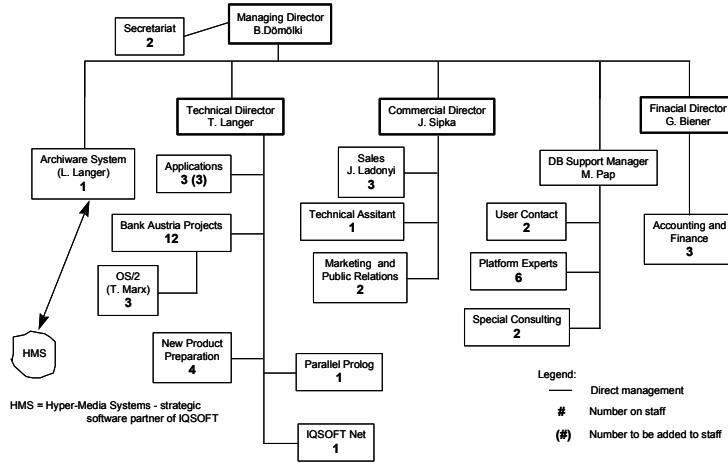 Managing Director
B.Dömölki
Secretariat
2
Technical Diirector
T. Langer
Commercial Director
J. Sipka
Finacial Director
G. Biener
Archiware System
(L. Langer)
1
Applications
3 (3)
Sales
J. Ladonyi
3
DB Support Manager
M. Pap
Bank Austria Projects
12
Technical Assitant
1
User Contact
2
Accounting and
Finance
3
OS/2
(T. Marx)
3
Marketing and
Public Relations
2
Platform Experts
6
Special Consulting
2
HMS
New Product
Preparation
4
Parallel Prolog
1
IQSOFT Net
1
HMS = Hyper-Media Systems - strategic
software partner of IQSOFT
Legend:
Direct management
# Number on staff
(#) Number to be added to staff